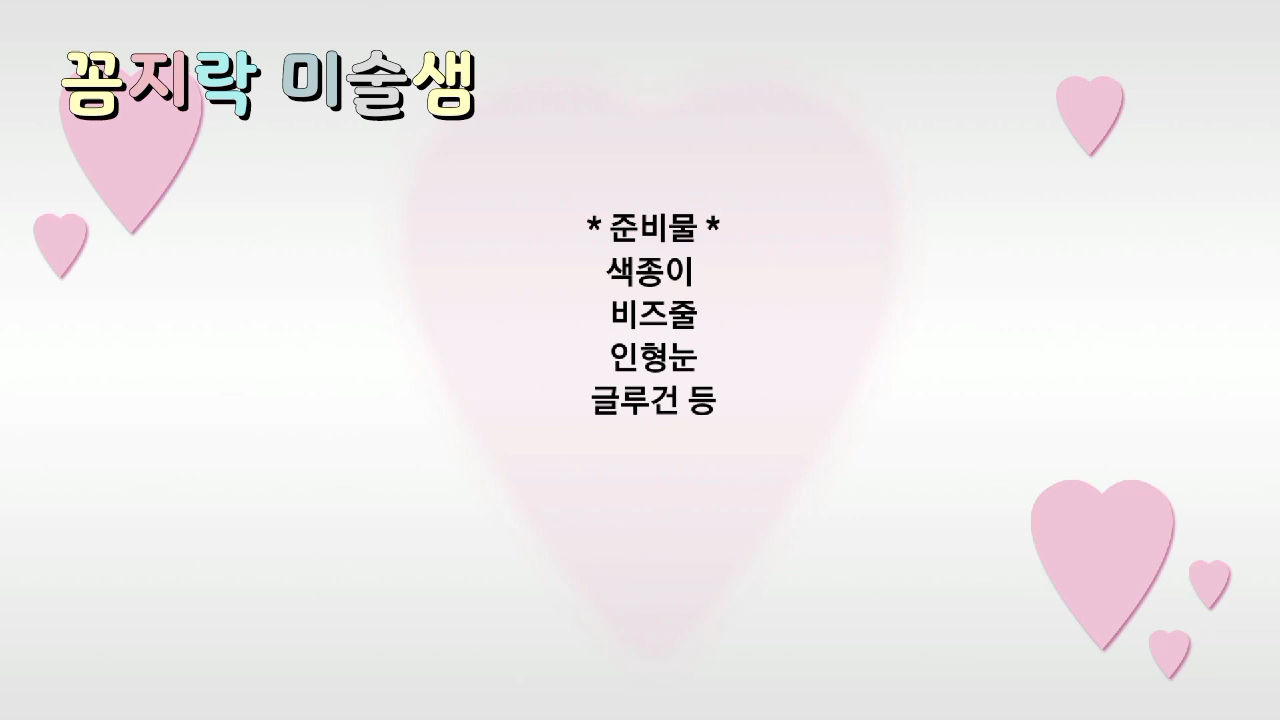 꼼지락 미술샘
* 준비물 *
색종이
비즈줄
인형눈
글루건 등